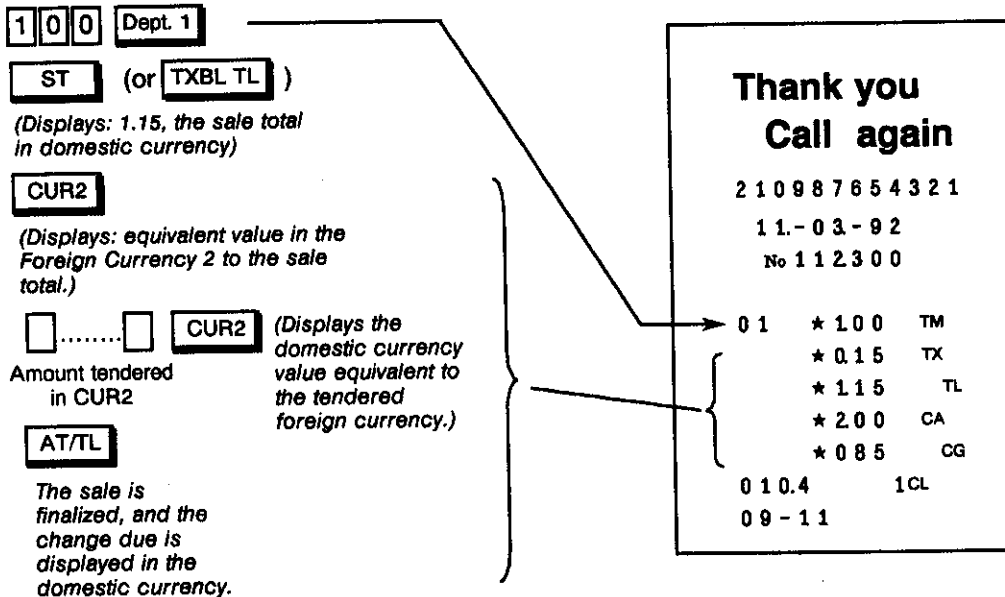 1 0 0 Dept. 1
ST (or TXBL TL )
(Displays: 1.15, the sale total
in domestic currency)
CUR2
(Displays: equivalent value in the
Foreign Currency 2 to the sale
total.)
........ CUR2 (Displays the
domestic currency
value equivalent to
the tendered
foreign currency.)
Amount tendered
in CUR2
AT/TL
The sale is
finalized, and the
change due is
displayed in the
domestic currency.
Thank you
Call again
2 1 0 9 8 7 6 5 4 3 2 1
1 1.- 0 3.- 9 2
No 1 1 2.3 0 0
0 1 ★ 1.0 0 TM
★ 0.1 5 TX
★ 1.1 5 TL
★ 2.0 0 CA
★ 0 8 5 CG
0 1 0.4 1 CL
0 9 - 1 1